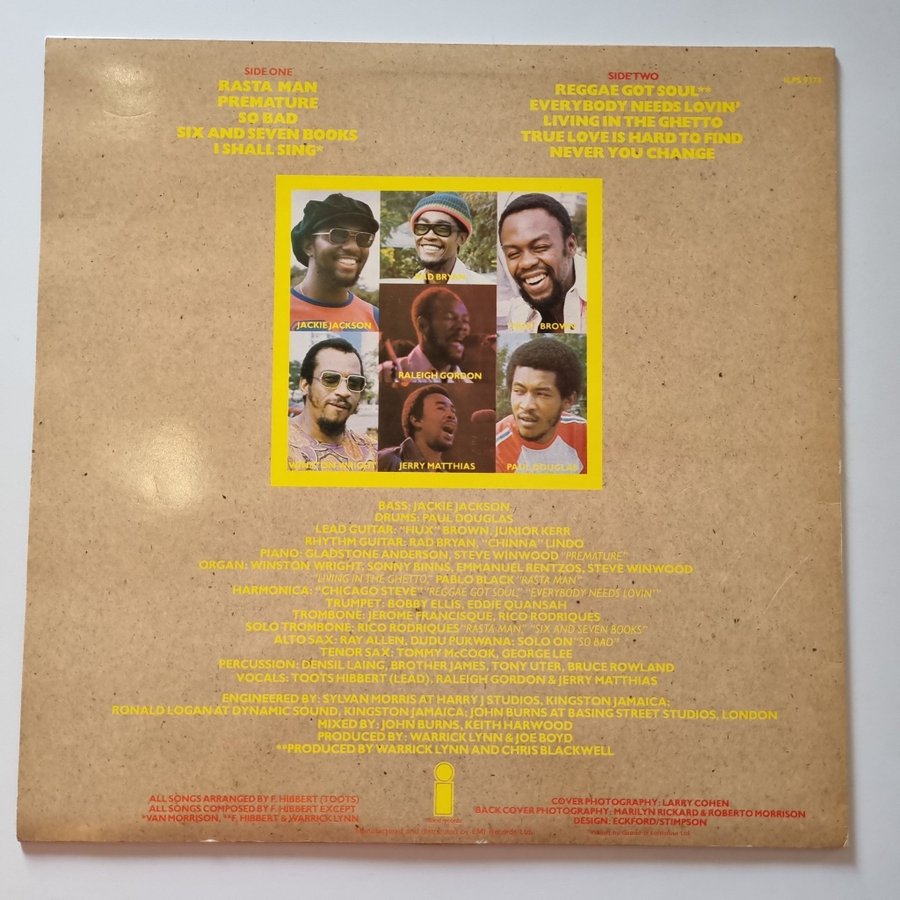 SIDE ONE
RASTA MAN
PREMATURE
SO BAD
SIX AND SEVEN BOOKS
I SHALL SING*
SIDE TWO
REGGAE GOT SOUL**
EVERYBODY NEEDS LOVIN'
LIVING IN THE GHETTO
TRUE LOVE IS HARD TO FIND
NEVER YOU CHANGE
RAD BRYAN
JACKIE JACKSON
BROWN
RALEIGH GORDON
WINSTON WRIGHT
JERRY MATTHIAS
PAUL DOUGLAS
BASS: JACKIE JACKSON
DRUMS: PAUL DOUGLAS
LEAD GUITAR: "HUX" BROWN, JUNIOR KERR
RHYTHM GUITAR: RAD BRYAN, "CHINNA" LINDO
PIANO: GLADSTONE ANDERSON, STEVE WINWOOD "PREMATURE"
ORGAN: WINSTON WRIGHT, SONNY BINNS, EMMANUEL RENTZOS, STEVE WINWOOD
"LIVING IN THE GHETTO," PABLO BLACK "RASTA MAN"
HARMONICA: "CHICAGO STEVE" "REGGAE GOT SOUL," "EVERYBODY NEEDS LOVIN'"
TRUMPET: BOBBY ELLIS, EDDIE QUANSAH
TROMBONE: JEROME FRANCISQUE, RICO RODRIQUES
SOLO TROMBONE: RICO RODRIQUES "RASTA MAN," "SIX AND SEVEN BOOKS"
ALTO SAX: RAY ALLEN, DUDU PUKWANA: SOLO ON "SO BAD"
TENOR SAX: TOMMY McCOOK, GEORGE LEE
PERCUSSION: DENSIL LAING, BROTHER JAMES, TONY UTER, BRUCE ROWLAND
VOCALS: TOOTS HIBBERT (LEAD), RALEIGH GORDON & JERRY MATTHIAS
ENGINEERED BY: SYLVAN MORRIS AT HARRY J STUDIOS, KINGSTON JAMAICA;
RONALD LOGAN AT DYNAMIC SOUND, KINGSTON JAMAICA; JOHN BURNS AT BASING STREET STUDIOS, LONDON
MIXED BY: JOHN BURNS, KEITH HARWOOD
PRODUCED BY: WARRICK LYNN & JOE BOYD
**PRODUCED BY WARRICK LYNN AND CHRIS BLACKWELL
ALL SONGS ARRANGED BY F. HIBBERT (TOOTS)
ALL SONGS COMPOSED BY F. HIBBERT EXCEPT
*VAN MORRISON, **F. HIBBERT & WARRICK LYNN
Manufactured and distributed by EMI Records Ltd.
COVER PHOTOGRAPHY: LARRY COHEN
BACK COVER PHOTOGRAPHY: MARILYN RICKARD & ROBERTO MORRISON
DESIGN: ECKFORD/STIMPSON